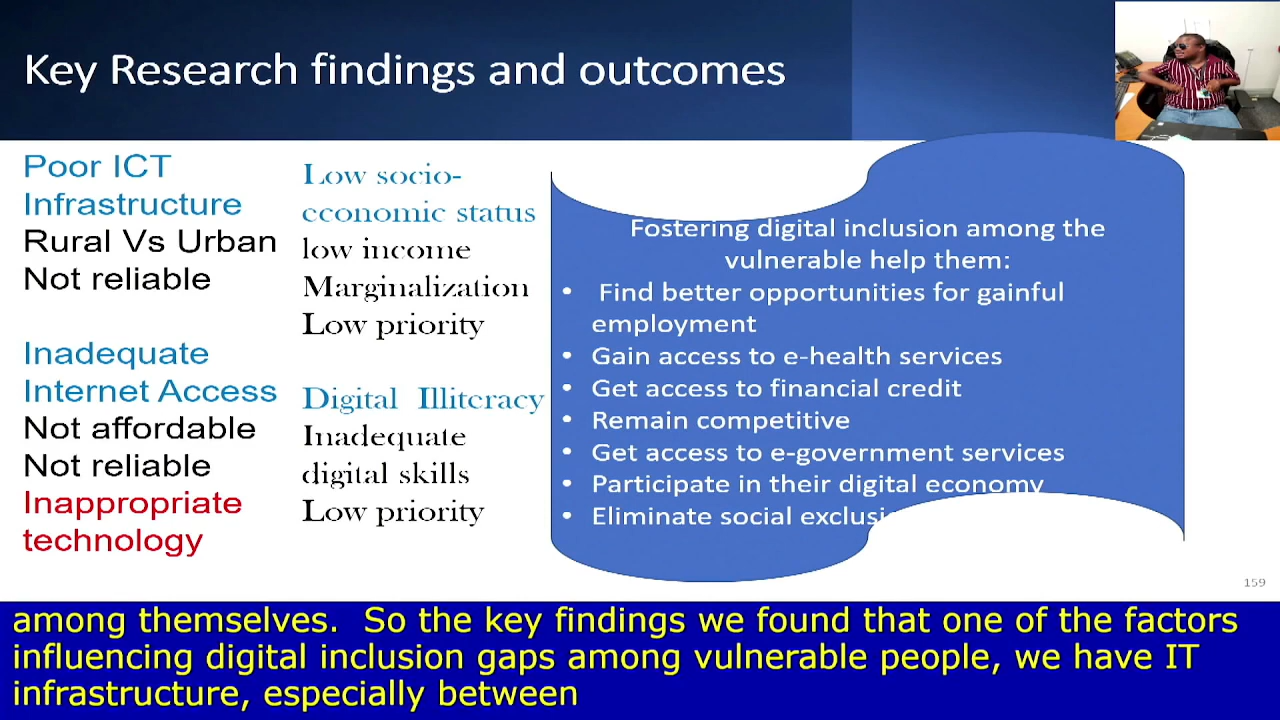 Key Research findings and outcomes
Poor ICT
Infrastructure
Rural Vs Urban
Not reliable
Inadequate
Internet Access
Not affordable
Not reliable
Inappropriate
technology
Low socio-
economic status
low income
Marginalization
Low priority
Digital Illiteracy
Inadequate
digital skills
Low priority
Fostering digital inclusion among the
vulnerable help them:
• Find better opportunities for gainful
employment
• Gain access to e-health services
• Get access to financial credit
• Remain competitive
• Get access to e-government services
• Participate in their digital economy
• Eliminate social
159
among themselves. So the key findings we found that one of the factors
influencing digital inclusion gaps among vulnerable people, we have IT
infrastructure, especially between